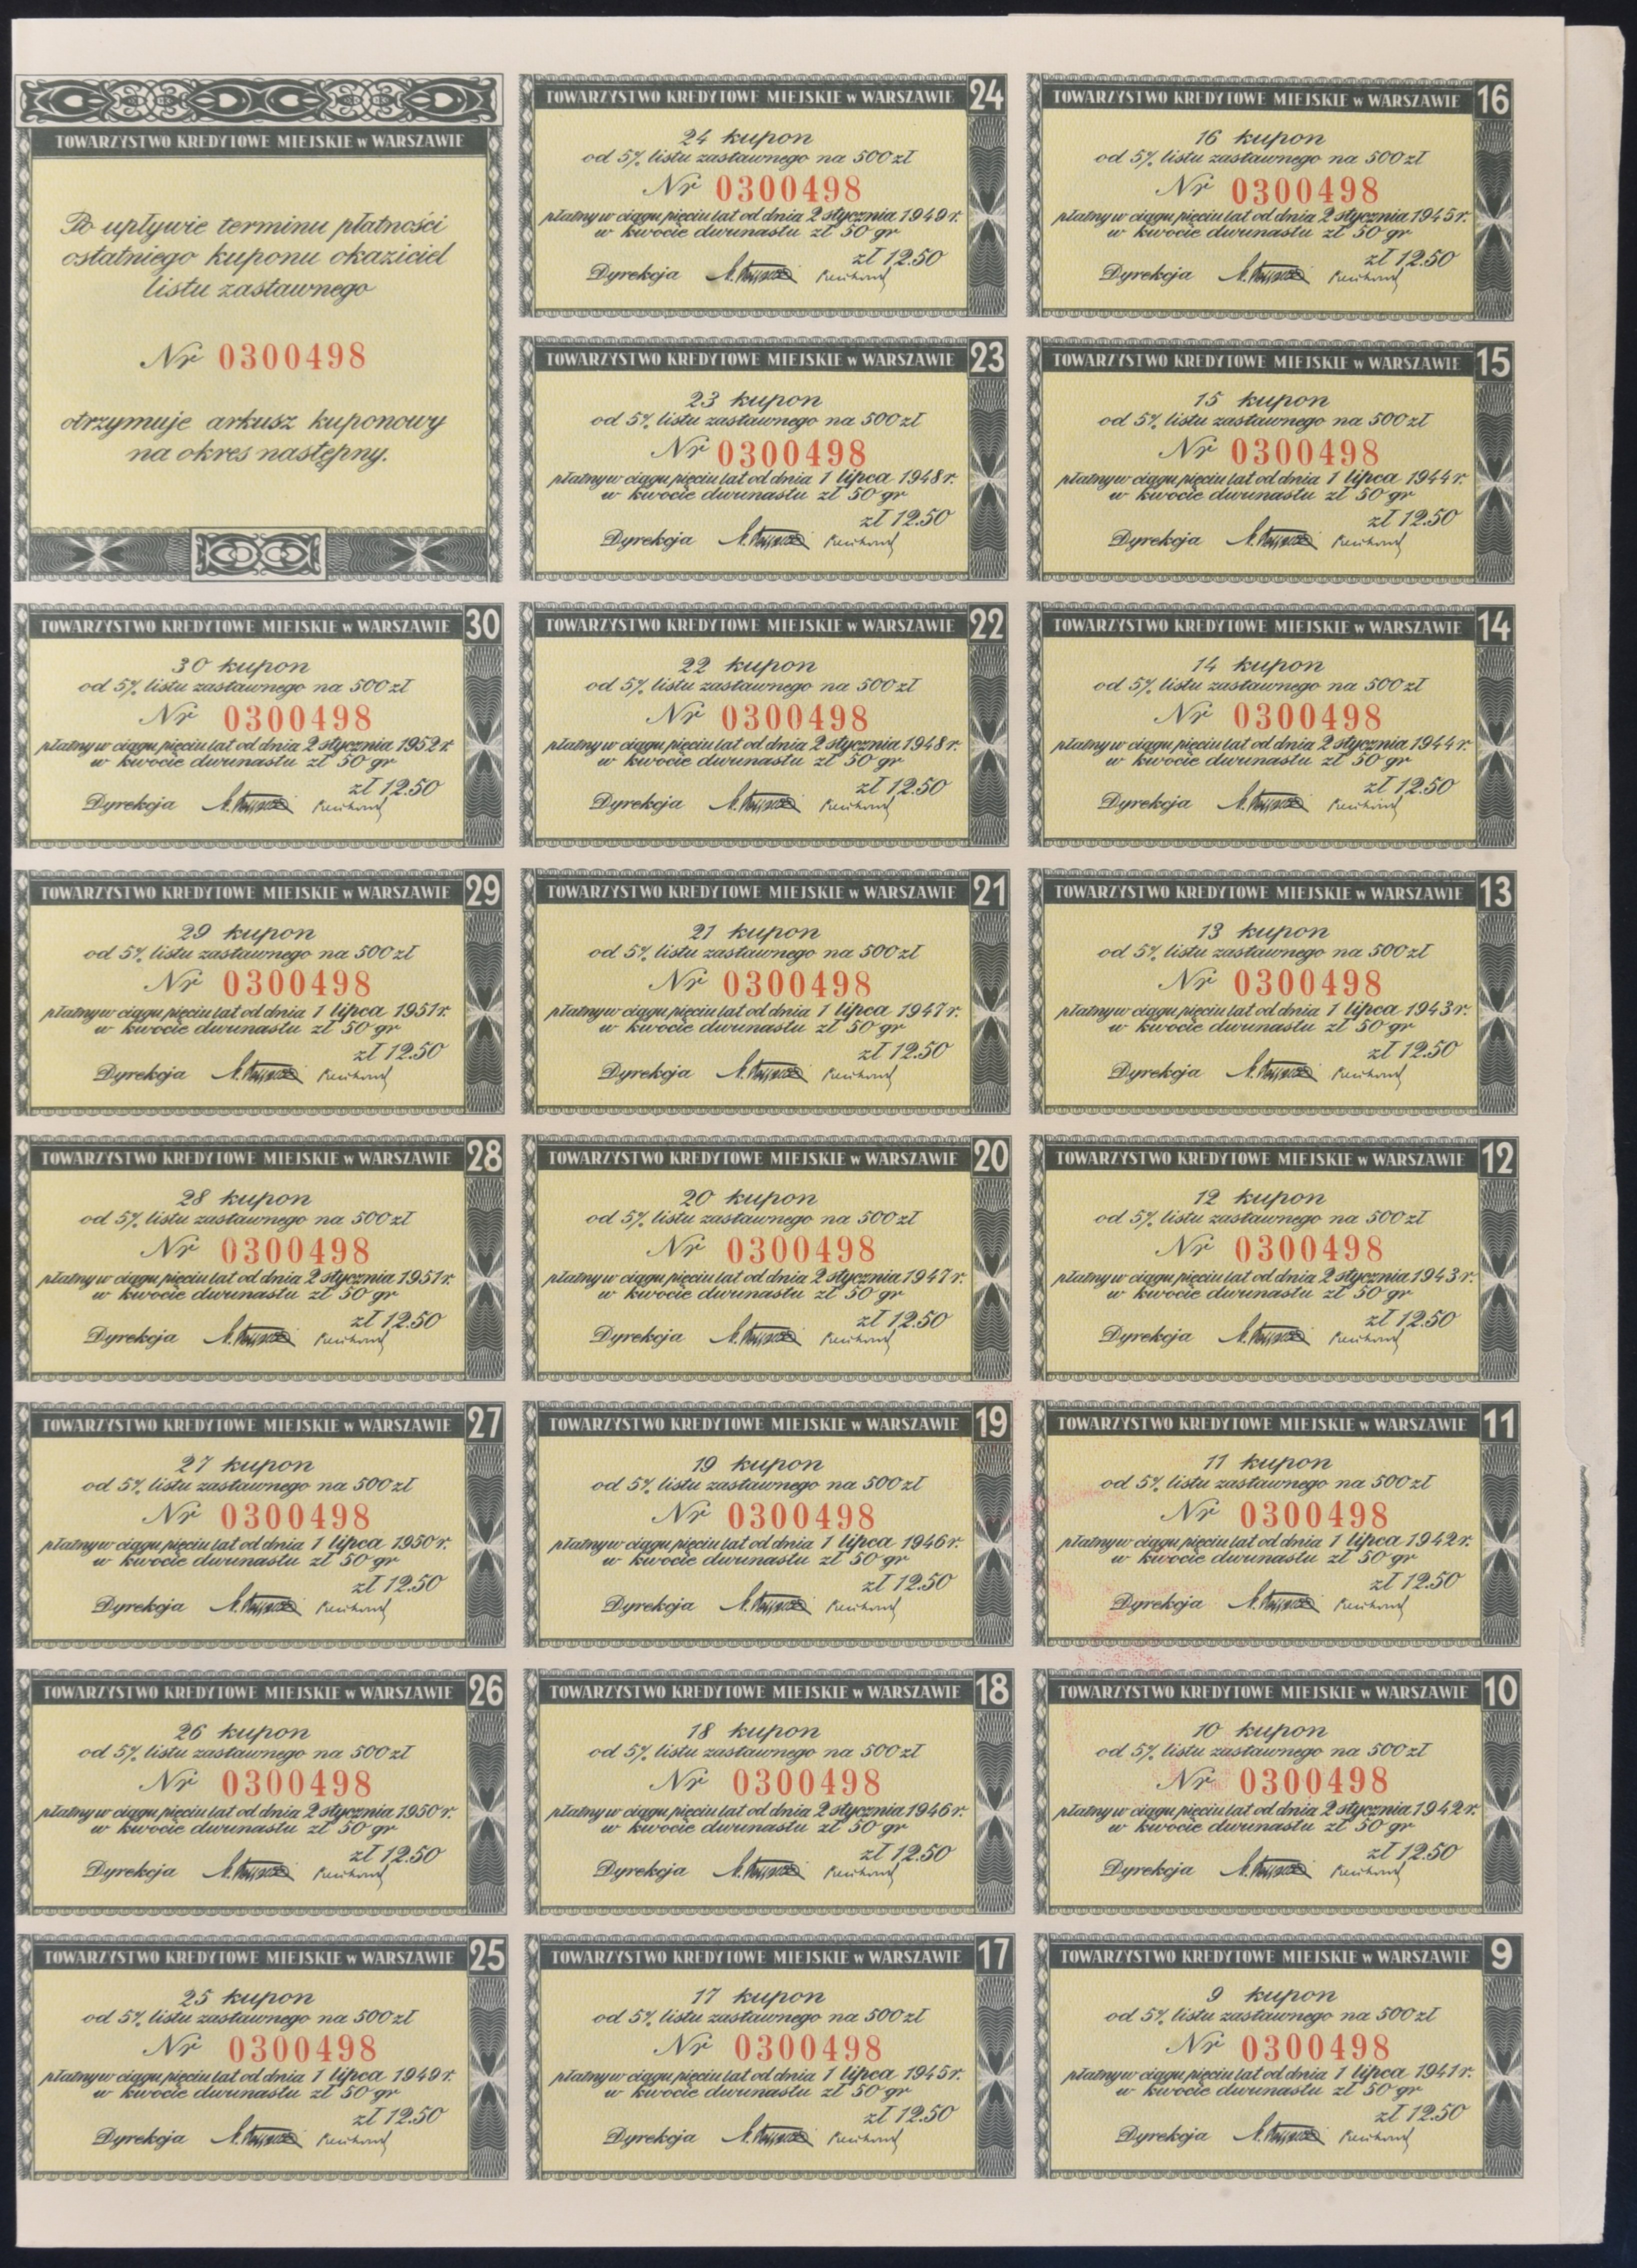 TOWARZYSTWO KREDYTOWE MIEJSKIE w WARSZAWIE
Po upływie terminu płatności
ostatniego kuponu okaziciel
listu zastawnego
Nr 0300498
otrzymuje arkusz kuponowy
na okres następny.
TOWARZYSTWO KREDYTOWE MIEJSKIE w WARSZAWIE 30
30 kupon
od 5% listu zastawnego na 500 zł
Nr 0300498
płatny w ciągu pięciu lat od dnia 2 stycznia 1952 r.
w kwocie dwunastu zł 50 gr
zł 12.50
Dyrekcja
TOWARZYSTWO KREDYTOWE MIEJSKIE w WARSZAWIE 29
29 kupon
od 5% listu zastawnego na 500 zł
Nr 0300498
płatny w ciągu pięciu lat od dnia 1 lipca 1951 r.
w kwocie dwunastu zł 50 gr
zł 12.50
Dyrekcja
TOWARZYSTWO KREDYTOWE MIEJSKIE w WARSZAWIE 28
28 kupon
od 5% listu zastawnego na 500 zł
Nr 0300498
płatny w ciągu pięciu lat od dnia 2 stycznia 1951 r.
w kwocie dwunastu zł 50 gr
zł 12.50
Dyrekcja
TOWARZYSTWO KREDYTOWE MIEJSKIE w WARSZAWIE 27
27 kupon
od 5% listu zastawnego na 500 zł
Nr 0300498
płatny w ciągu pięciu lat od dnia 1 lipca 1950 r.
w kwocie dwunastu zł 50 gr
zł 12.50
Dyrekcja
TOWARZYSTWO KREDYTOWE MIEJSKIE w WARSZAWIE 26
26 kupon
od 5% listu zastawnego na 500 zł
Nr 0300498
płatny w ciągu pięciu lat od dnia 2 stycznia 1950 r.
w kwocie dwunastu zł 50 gr
zł 12.50
Dyrekcja
TOWARZYSTWO KREDYTOWE MIEJSKIE w WARSZAWIE 25
25 kupon
od 5% listu zastawnego na 500 zł
Nr 0300498
płatny w ciągu pięciu lat od dnia 1 lipca 1949 r.
w kwocie dwunastu zł 50 gr
zł 12.50
Dyrekcja
TOWARZYSTWO KREDYTOWE MIEJSKIE w WARSZAWIE 24
24 kupon
od 5% listu zastawnego na 500 zł
Nr 0300498
płatny w ciągu pięciu lat od dnia 2 stycznia 1949 r.
w kwocie dwunastu zł 50 gr
zł 12.50
Dyrekcja
TOWARZYSTWO KREDYTOWE MIEJSKIE w WARSZAWIE 23
23 kupon
od 5% listu zastawnego na 500 zł
Nr 0300498
płatny w ciągu pięciu lat od dnia 1 lipca 1948 r.
w kwocie dwunastu zł 50 gr
zł 12.50
Dyrekcja
TOWARZYSTWO KREDYTOWE MIEJSKIE w WARSZAWIE 22
22 kupon
od 5% listu zastawnego na 500 zł
Nr 0300498
płatny w ciągu pięciu lat od dnia 2 stycznia 1948 r.
w kwocie dwunastu zł 50 gr
zł 12.50
Dyrekcja
TOWARZYSTWO KREDYTOWE MIEJSKIE w WARSZAWIE 21
21 kupon
od 5% listu zastawnego na 500 zł
Nr 0300498
płatny w ciągu pięciu lat od dnia 1 lipca 1947 r.
w kwocie dwunastu zł 50 gr
zł 12.50
Dyrekcja
TOWARZYSTWO KREDYTOWE MIEJSKIE w WARSZAWIE 20
20 kupon
od 5% listu zastawnego na 500 zł
Nr 0300498
płatny w ciągu pięciu lat od dnia 2 stycznia 1947 r.
w kwocie dwunastu zł 50 gr
zł 12.50
Dyrekcja
TOWARZYSTWO KREDYTOWE MIEJSKIE w WARSZAWIE 19
19 kupon
od 5% listu zastawnego na 500 zł
Nr 0300498
płatny w ciągu pięciu lat od dnia 1 lipca 1946 r.
w kwocie dwunastu zł 50 gr
zł 12.50
Dyrekcja
TOWARZYSTWO KREDYTOWE MIEJSKIE w WARSZAWIE 18
18 kupon
od 5% listu zastawnego na 500 zł
Nr 0300498
płatny w ciągu pięciu lat od dnia 2 stycznia 1946 r.
w kwocie dwunastu zł 50 gr
zł 12.50
Dyrekcja
TOWARZYSTWO KREDYTOWE MIEJSKIE w WARSZAWIE 17
17 kupon
od 5% listu zastawnego na 500 zł
Nr 0300498
płatny w ciągu pięciu lat od dnia 1 lipca 1945 r.
w kwocie dwunastu zł 50 gr
zł 12.50
Dyrekcja
TOWARZYSTWO KREDYTOWE MIEJSKIE w WARSZAWIE 16
16 kupon
od 5% listu zastawnego na 500 zł
Nr 0300498
płatny w ciągu pięciu lat od dnia 2 stycznia 1945 r.
w kwocie dwunastu zł 50 gr
zł 12.50
Dyrekcja
TOWARZYSTWO KREDYTOWE MIEJSKIE w WARSZAWIE 15
15 kupon
od 5% listu zastawnego na 500 zł
Nr 0300498
płatny w ciągu pięciu lat od dnia 1 lipca 1944 r.
w kwocie dwunastu zł 50 gr
zł 12.50
Dyrekcja
TOWARZYSTWO KREDYTOWE MIEJSKIE w WARSZAWIE 14
14 kupon
od 5% listu zastawnego na 500 zł
Nr 0300498
płatny w ciągu pięciu lat od dnia 2 stycznia 1944 r.
w kwocie dwunastu zł 50 gr
zł 12.50
Dyrekcja
TOWARZYSTWO KREDYTOWE MIEJSKIE w WARSZAWIE 13
13 kupon
od 5% listu zastawnego na 500 zł
Nr 0300498
płatny w ciągu pięciu lat od dnia 1 lipca 1943 r.
w kwocie dwunastu zł 50 gr
zł 12.50
Dyrekcja
TOWARZYSTWO KREDYTOWE MIEJSKIE w WARSZAWIE 12
12 kupon
od 5% listu zastawnego na 500 zł
Nr 0300498
płatny w ciągu pięciu lat od dnia 2 stycznia 1943 r.
w kwocie dwunastu zł 50 gr
zł 12.50
Dyrekcja
TOWARZYSTWO KREDYTOWE MIEJSKIE w WARSZAWIE 11
11 kupon
od 5% listu zastawnego na 500 zł
Nr 0300498
płatny w ciągu pięciu lat od dnia 1 lipca 1942 r.
w kwocie dwunastu zł 50 gr
zł 12.50
Dyrekcja
TOWARZYSTWO KREDYTOWE MIEJSKIE w WARSZAWIE 10
10 kupon
od 5% listu zastawnego na 500 zł
Nr 0300498
płatny w ciągu pięciu lat od dnia 2 stycznia 1942 r.
w kwocie dwunastu zł 50 gr
zł 12.50
Dyrekcja
TOWARZYSTWO KREDYTOWE MIEJSKIE w WARSZAWIE 9
9 kupon
od 5% listu zastawnego na 500 zł
Nr 0300498
płatny w ciągu pięciu lat od dnia 1 lipca 1941 r.
w kwocie dwunastu zł 50 gr
zł 12.50
Dyrekcja